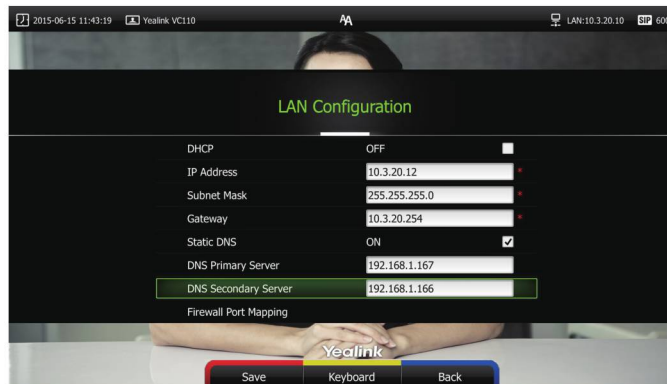 2015-06-15 11:43:19 Yealink VC110 AA LAN:10.3.20.10 SIP 600
LAN Configuration
DHCP OFF
IP Address 10.3.20.12 *
Subnet Mask 255.255.255.0 *
Gateway 10.3.20.254 *
Static DNS ON
DNS Primary Server 192.168.1.167
DNS Secondary Server 192.168.1.166
Firewall Port Mapping
Yealink
Save Keyboard Back